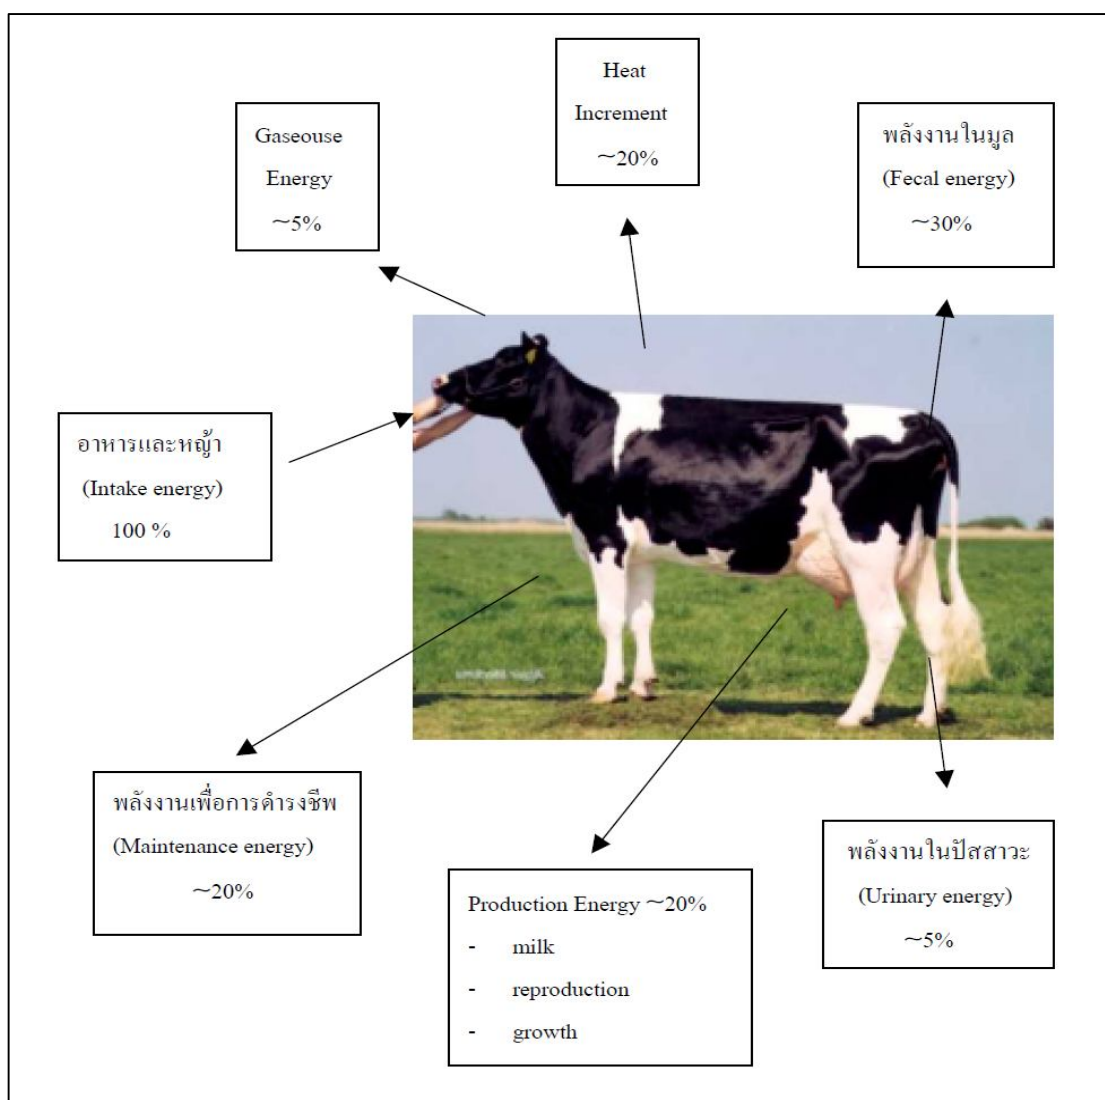 Heat
Increment
~20%
Gaseouse
Energy
~5%
พลังงานในมูล
(Fecal energy)
~30%
อาหารและหญ้า
(Intake energy)
100 %
พลังงานเพื่อการดำรงชีพ
(Maintenance energy)
~20%
Production Energy ~20%
- milk
- reproduction
- growth
พลังงานในปัสสาวะ
(Urinary energy)
~5%